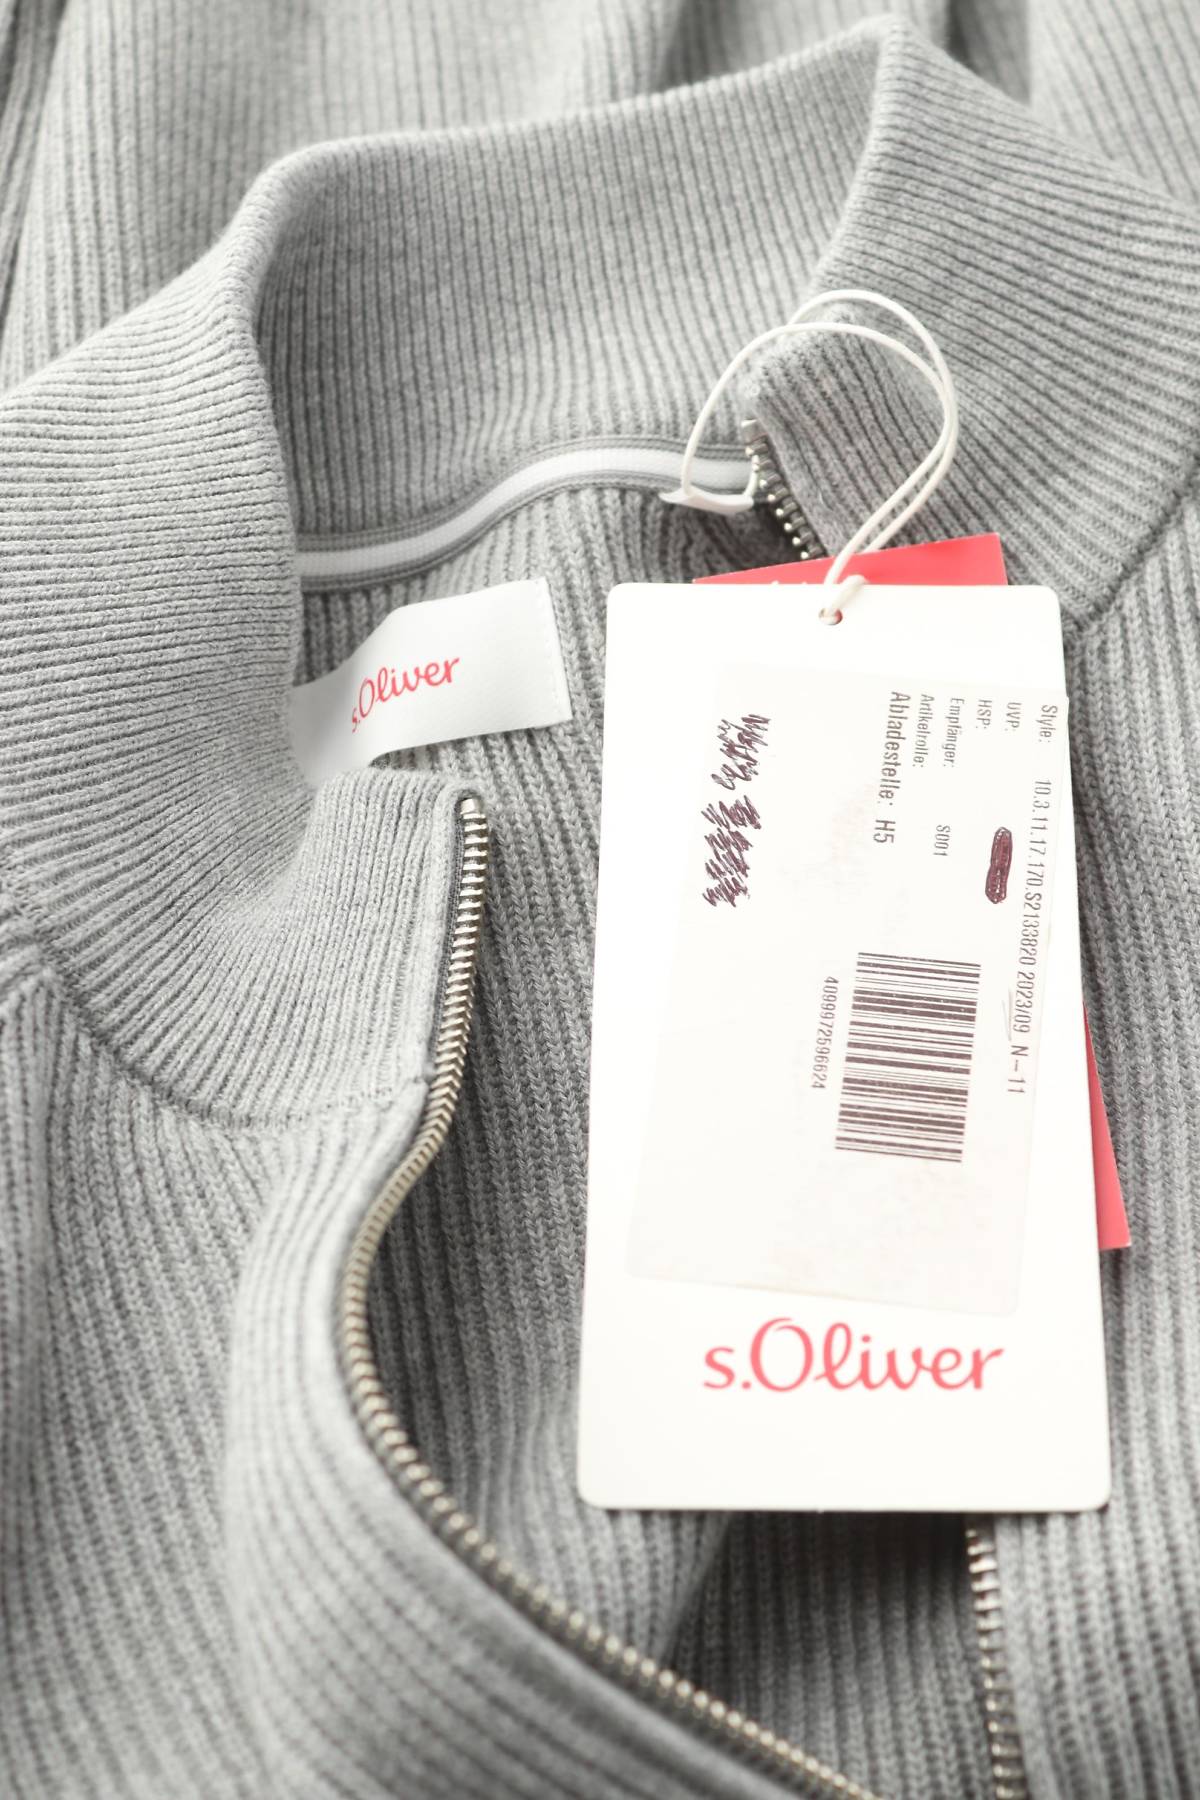 s.Oliver
Style: 10.3.11.17.170.S2133820 2023/09 N-11
UVP:
HSP:
Empfänger: S001
Artikelrolle:
Abladestelle: H5
4099972596624
s.Oliver